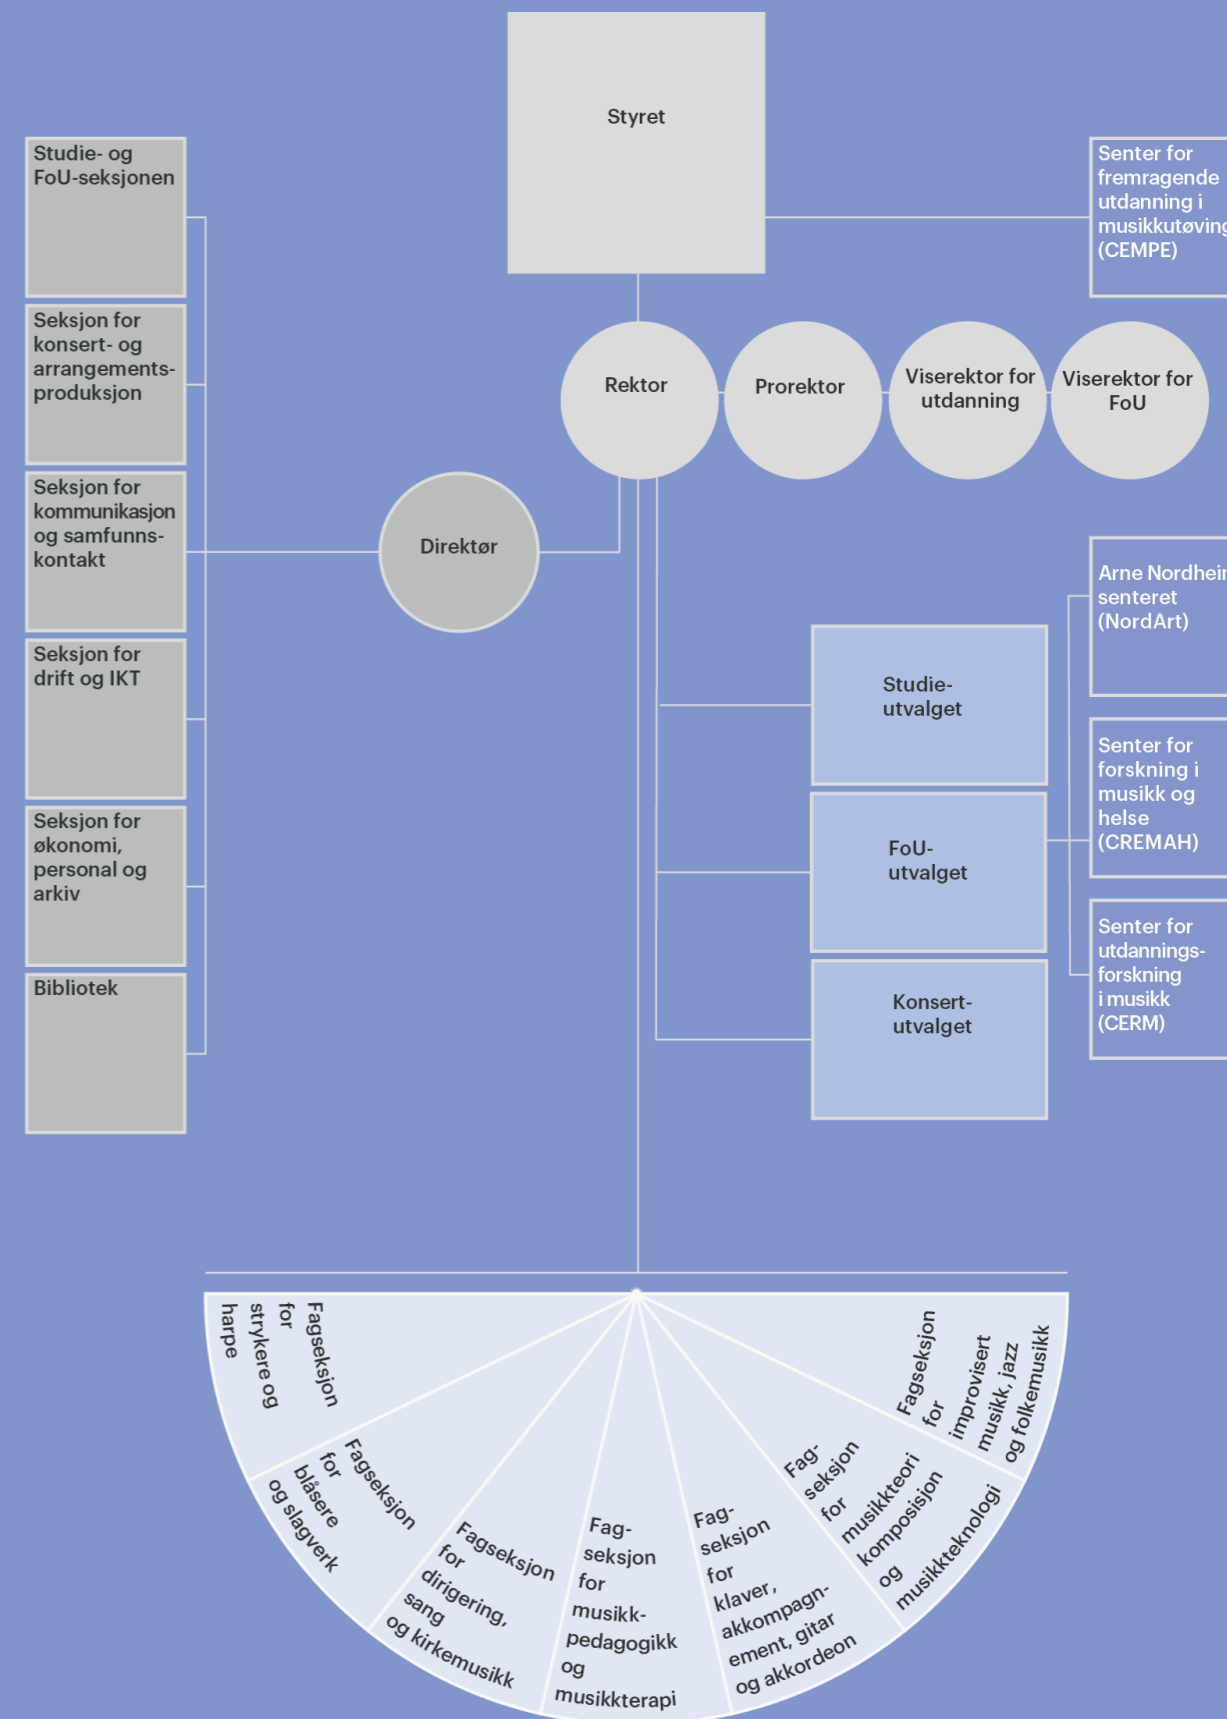 Styret
Studie- og
FoU-seksjonen
Seksjon for
konsert- og
arrangements-
produksjon
Seksjon for
kommunikasjon
og samfunns-
kontakt
Seksjon for
drift og IKT
Seksjon for
økonomi,
personal og
arkiv
Bibliotek
Senter for
fremragende
utdanning i
musikkutøving
(CEMPE)
Rektor
Prorektor
Viserektor for
utdanning
Viserektor for
FoU
Direktør
Studie-
utvalget
FoU-
utvalget
Konsert-
utvalget
Arne Nordhei
senteret
(NordArt)
Senter for
forskning i
musikk og
helse
(CREMAH)
Senter for
utdannings-
forskning
i musikk
(CERM)
Fagseksjon
for
strykere og
harpe
Fagseksjon
for
blåsere
og slagverk
Fagseksjon
for
dirigering,
sang
og kirkemusikk
Fag-
seksjon
for
musikk-
pedagogikk
og
musikkterapi
Fag-
seksjon
for
klaver,
akkompagn-
ement, gitar
og akkordeon
Fag-
seksjon
for
musikkteori
komposisjon
og
musikkteknologi
Fagseksjon
for
improvisert
musikk, jazz
og folkemusikk